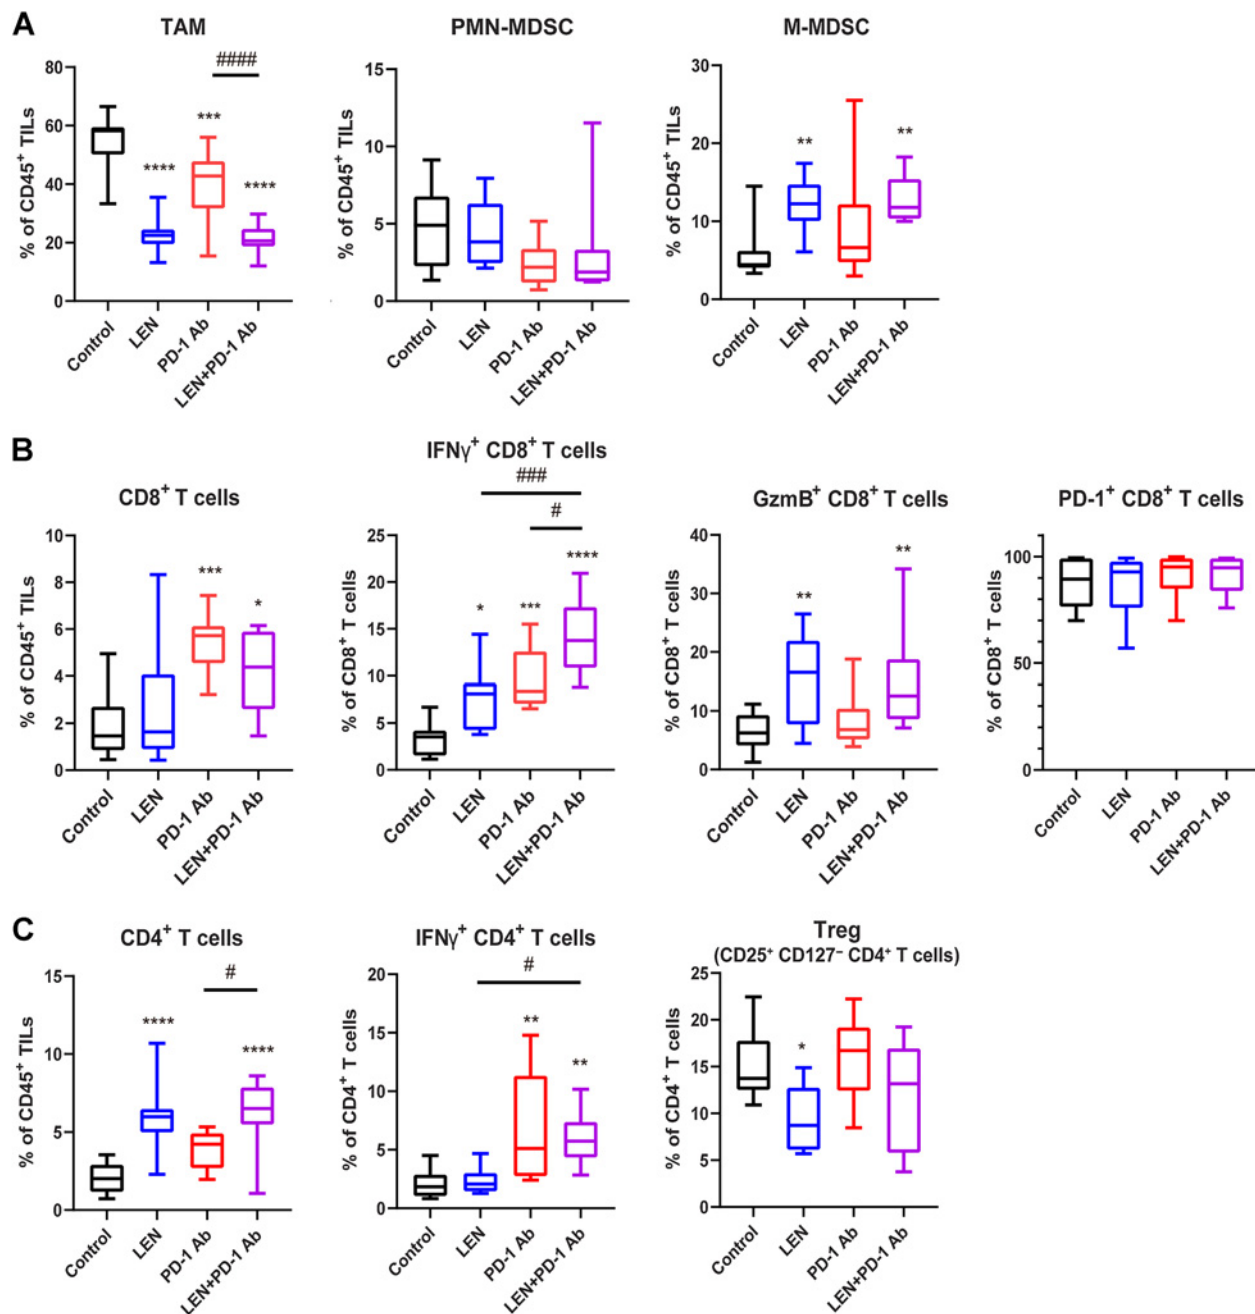 A
TAM
PMN-MDSC
M-MDSC
####
***
****
****
**
**
% of CD45⁺ TILs
80
60
40
20
0
% of CD45⁺ TILs
15
10
5
0
% of CD45⁺ TILs
30
20
10
0
Control
LEN
PD-1 Ab
LEN+PD-1 Ab
Control
LEN
PD-1 Ab
LEN+PD-1 Ab
Control
LEN
PD-1 Ab
LEN+PD-1 Ab
B
CD8⁺ T cells
IFNγ⁺ CD8⁺ T cells
GzmB⁺ CD8⁺ T cells
PD-1⁺ CD8⁺ T cells
***
*
###
#
*
***
****
**
**
% of CD45⁺ TILs
10
8
6
4
2
0
% of CD8⁺ T cells
25
20
15
10
5
0
% of CD8⁺ T cells
40
30
20
10
0
% of CD8⁺ T cells
100
50
0
Control
LEN
PD-1 Ab
LEN+PD-1 Ab
Control
LEN
PD-1 Ab
LEN+PD-1 Ab
Control
LEN
PD-1 Ab
LEN+PD-1 Ab
Control
LEN
PD-1 Ab
LEN+PD-1 Ab
C
CD4⁺ T cells
IFNγ⁺ CD4⁺ T cells
Treg
(CD25⁺ CD127⁻ CD4⁺ T cells)
#
****
****
#
**
**
*
% of CD45⁺ TILs
15
10
5
0
% of CD4⁺ T cells
20
15
10
5
0
% of CD4⁺ T cells
25
20
15
10
5
0
Control
LEN
PD-1 Ab
LEN+PD-1 Ab
Control
LEN
PD-1 Ab
LEN+PD-1 Ab
Control
LEN
PD-1 Ab
LEN+PD-1 Ab